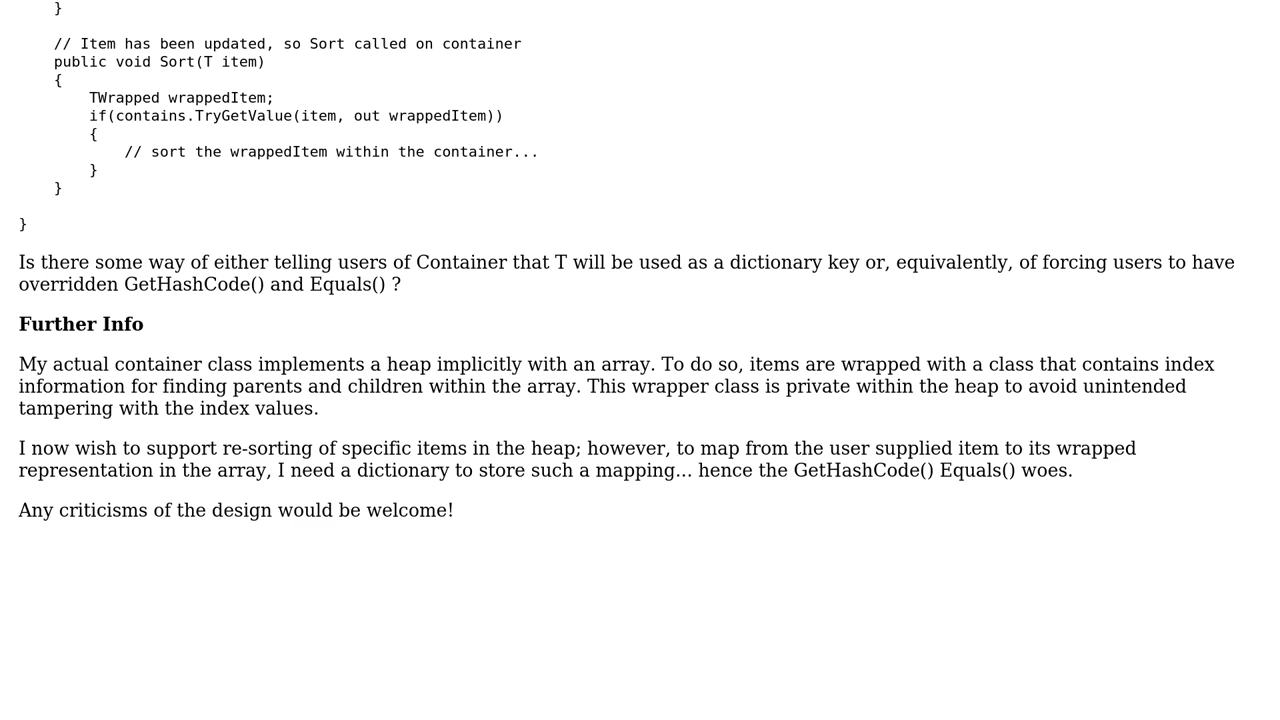 }

    // Item has been updated, so Sort called on container
    public void Sort(T item)
    {
        TWrapped wrappedItem;
        if(contains.TryGetValue(item, out wrappedItem))
        {
            // sort the wrappedItem within the container...
        }
    }

}
Is there some way of either telling users of Container that T will be used as a dictionary key or, equivalently, of forcing users to have
overridden GetHashCode() and Equals() ?
Further Info
My actual container class implements a heap implicitly with an array. To do so, items are wrapped with a class that contains index
information for finding parents and children within the array. This wrapper class is private within the heap to avoid unintended
tampering with the index values.
I now wish to support re-sorting of specific items in the heap; however, to map from the user supplied item to its wrapped
representation in the array, I need a dictionary to store such a mapping... hence the GetHashCode() Equals() woes.
Any criticisms of the design would be welcome!